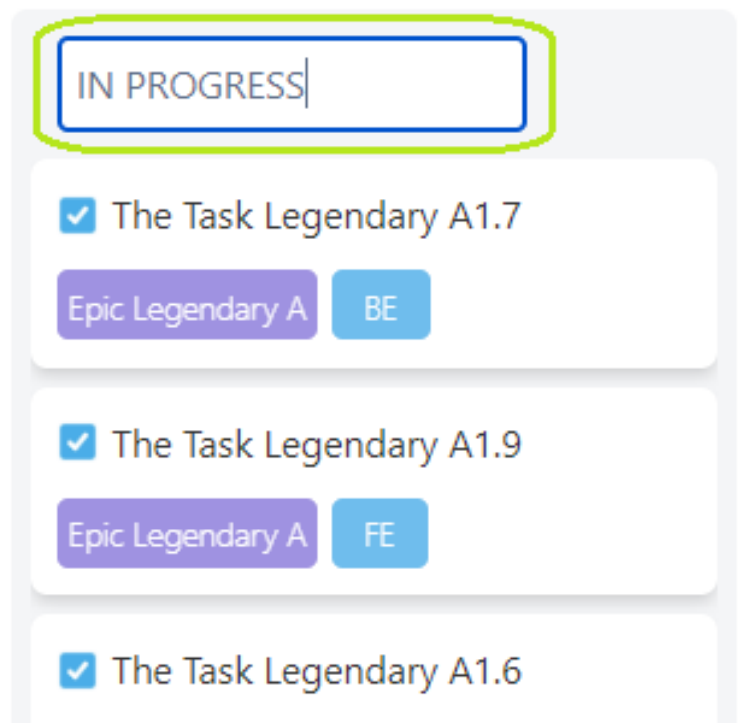 IN PROGRESS
The Task Legendary A1.7
Epic Legendary A BE
The Task Legendary A1.9
Epic Legendary A FE
The Task Legendary A1.6